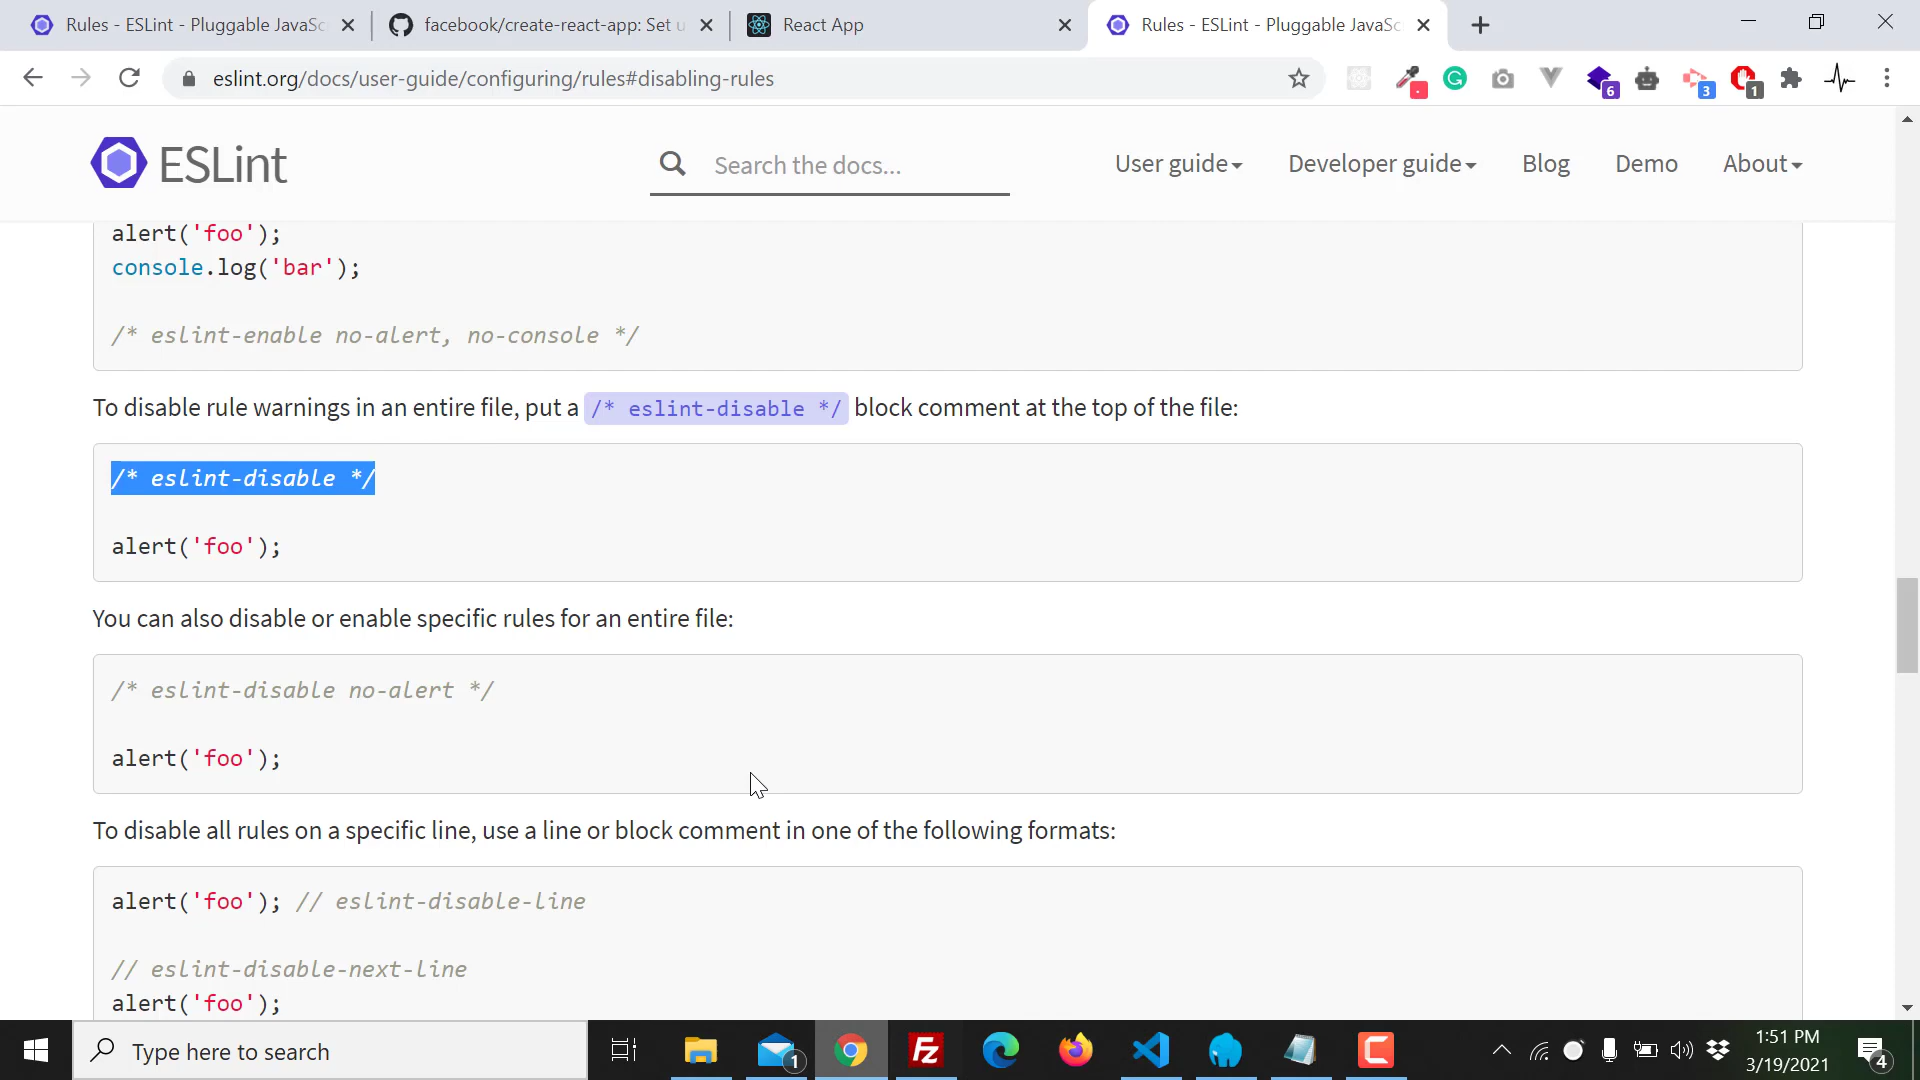 Rules - ESLint - Pluggable JavaSc
facebook/create-react-app: Set u
React App
Rules - ESLint - Pluggable JavaSc
eslint.org/docs/user-guide/configuring/rules#disabling-rules
6
3
1
ESLint
Search the docs...
User guide
Developer guide
Blog
Demo
About
alert('foo');
console.log('bar');
/* eslint-enable no-alert, no-console */
To disable rule warnings in an entire file, put a /* eslint-disable */ block comment at the top of the file:
/* eslint-disable */
alert('foo');
You can also disable or enable specific rules for an entire file:
/* eslint-disable no-alert */
alert('foo');
To disable all rules on a specific line, use a line or block comment in one of the following formats:
alert('foo'); // eslint-disable-line
// eslint-disable-next-line
alert('foo');
Type here to search
1
Fz
C
1:51 PM
3/19/2021
4